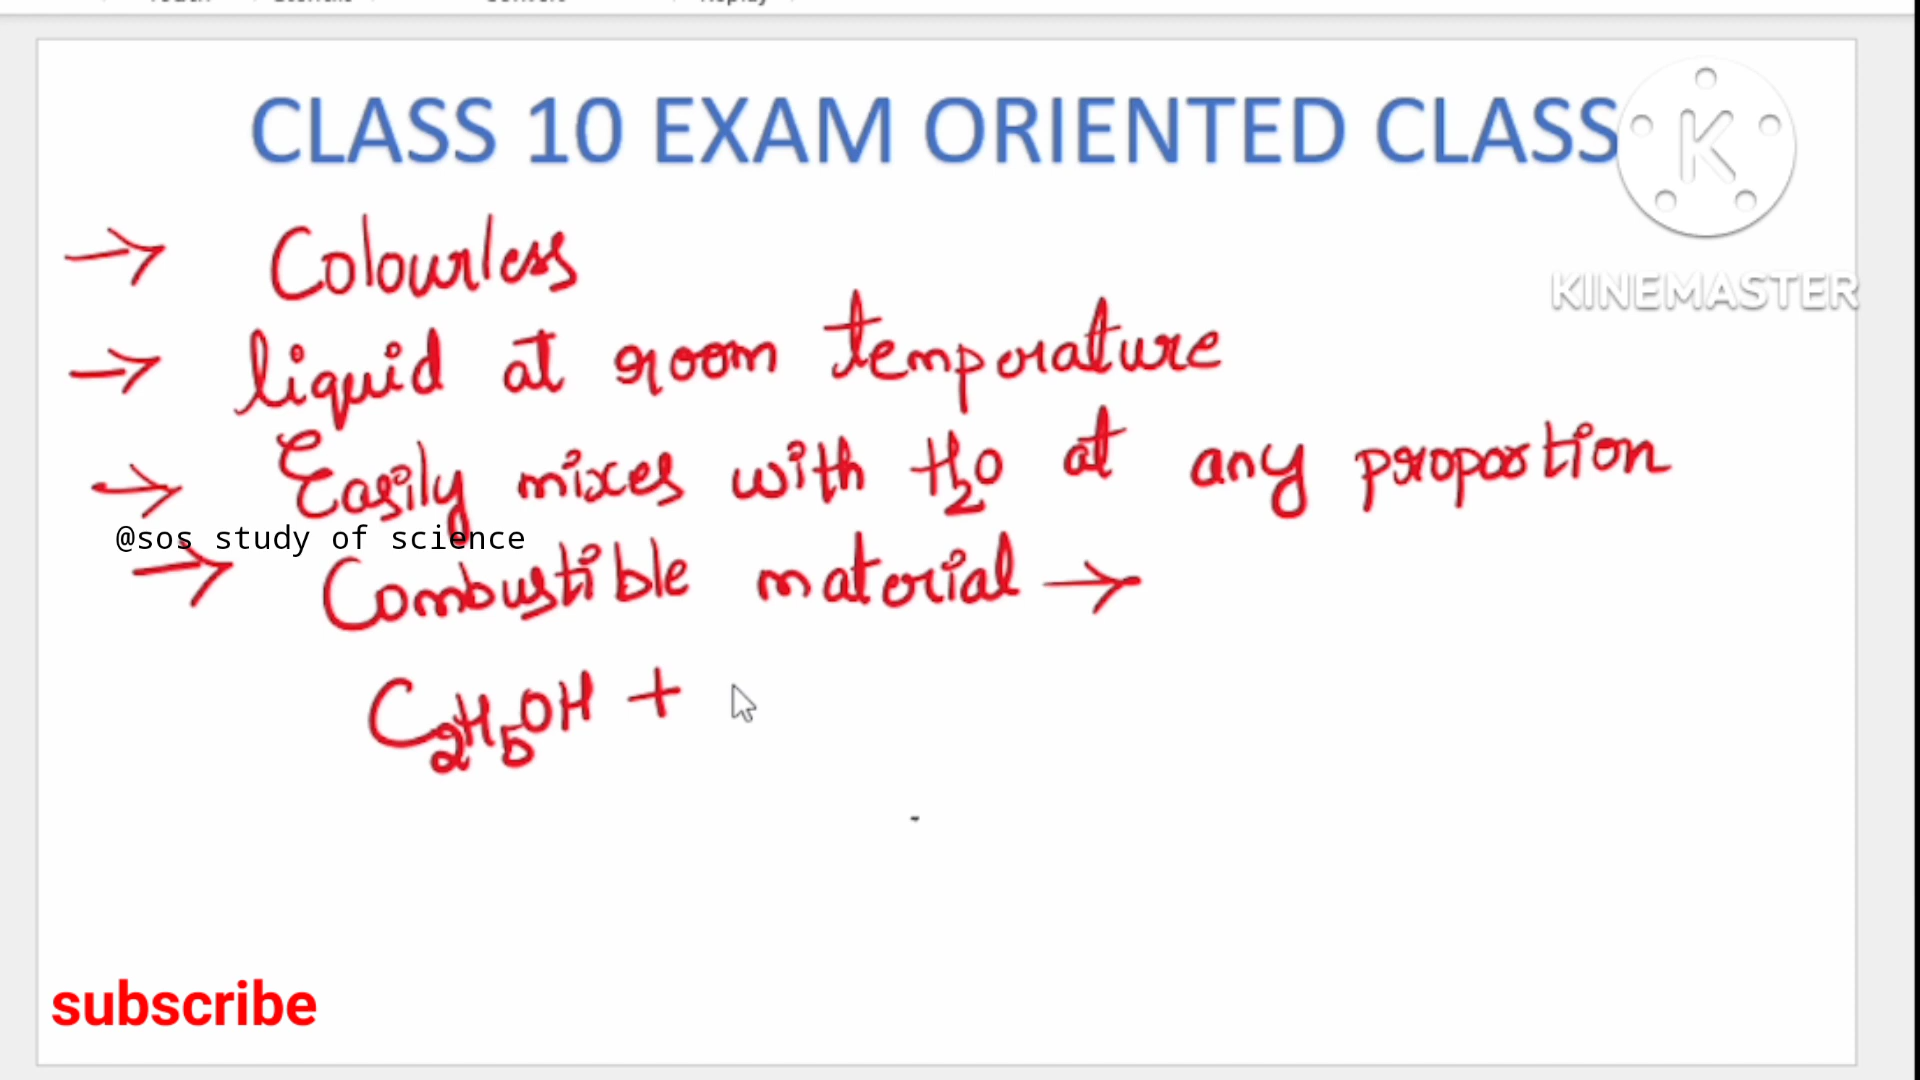 CLASS 10 EXAM ORIENTED CLASS
K
KINEMASTER
→ Colourless
→ liquid at room temperature
→ Easily mixes with H₂O at any proportion
@sos study of science
→ Combustible material →
C₂H₅OH +
subscribe